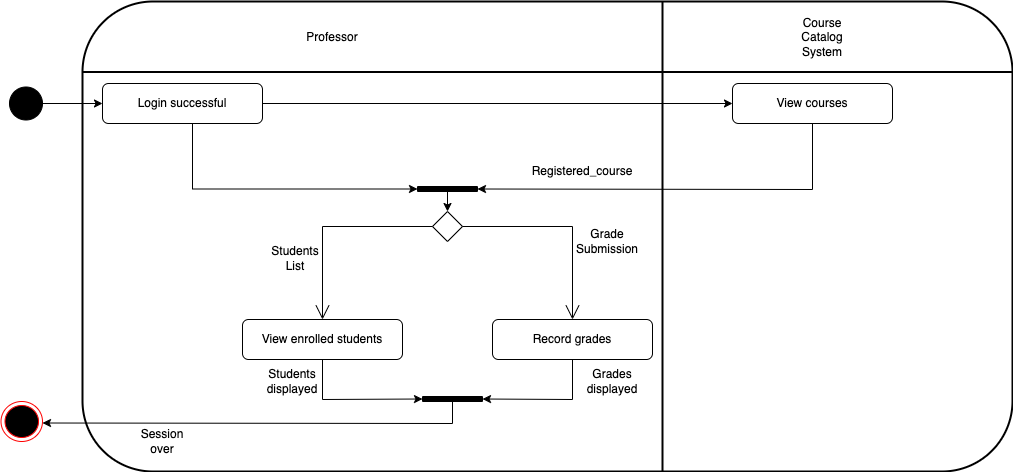 Professor
Course
Catalog
System
Login successful
View courses
Registered_course
Students
List
Grade
Submission
View enrolled students
Record grades
Students
displayed
Grades
displayed
Session
over